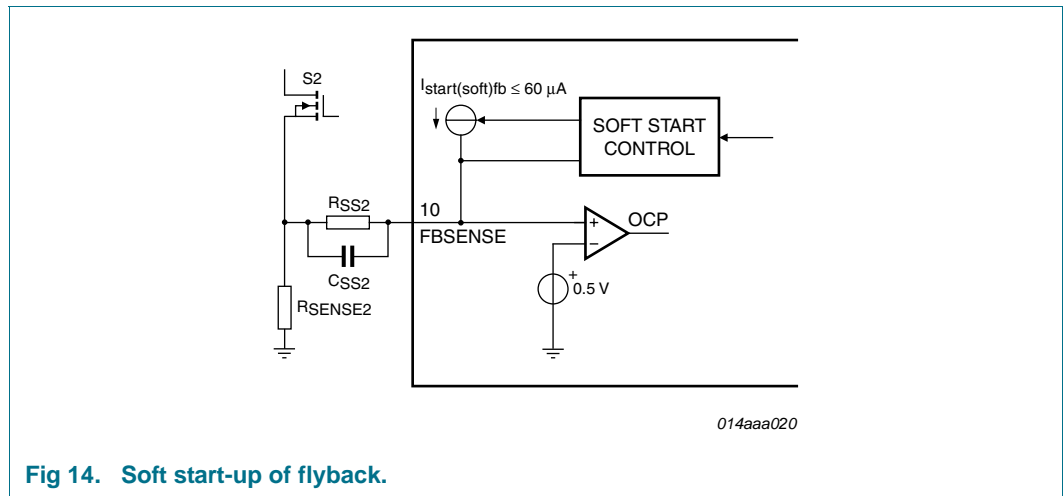 S2
Istart(soft)fb ≤ 60 μA
SOFT START
CONTROL
RSS2
10
FBSENSE
OCP
+
−
CSS2
+
0.5 V
RSENSE2
014aaa020
Fig 14. Soft start-up of flyback.